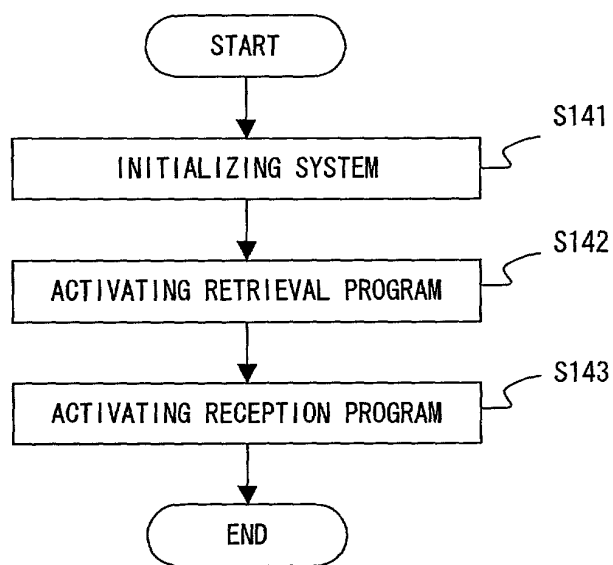 START
S141
INITIALIZING SYSTEM
S142
ACTIVATING RETRIEVAL PROGRAM
S143
ACTIVATING RECEPTION PROGRAM
END